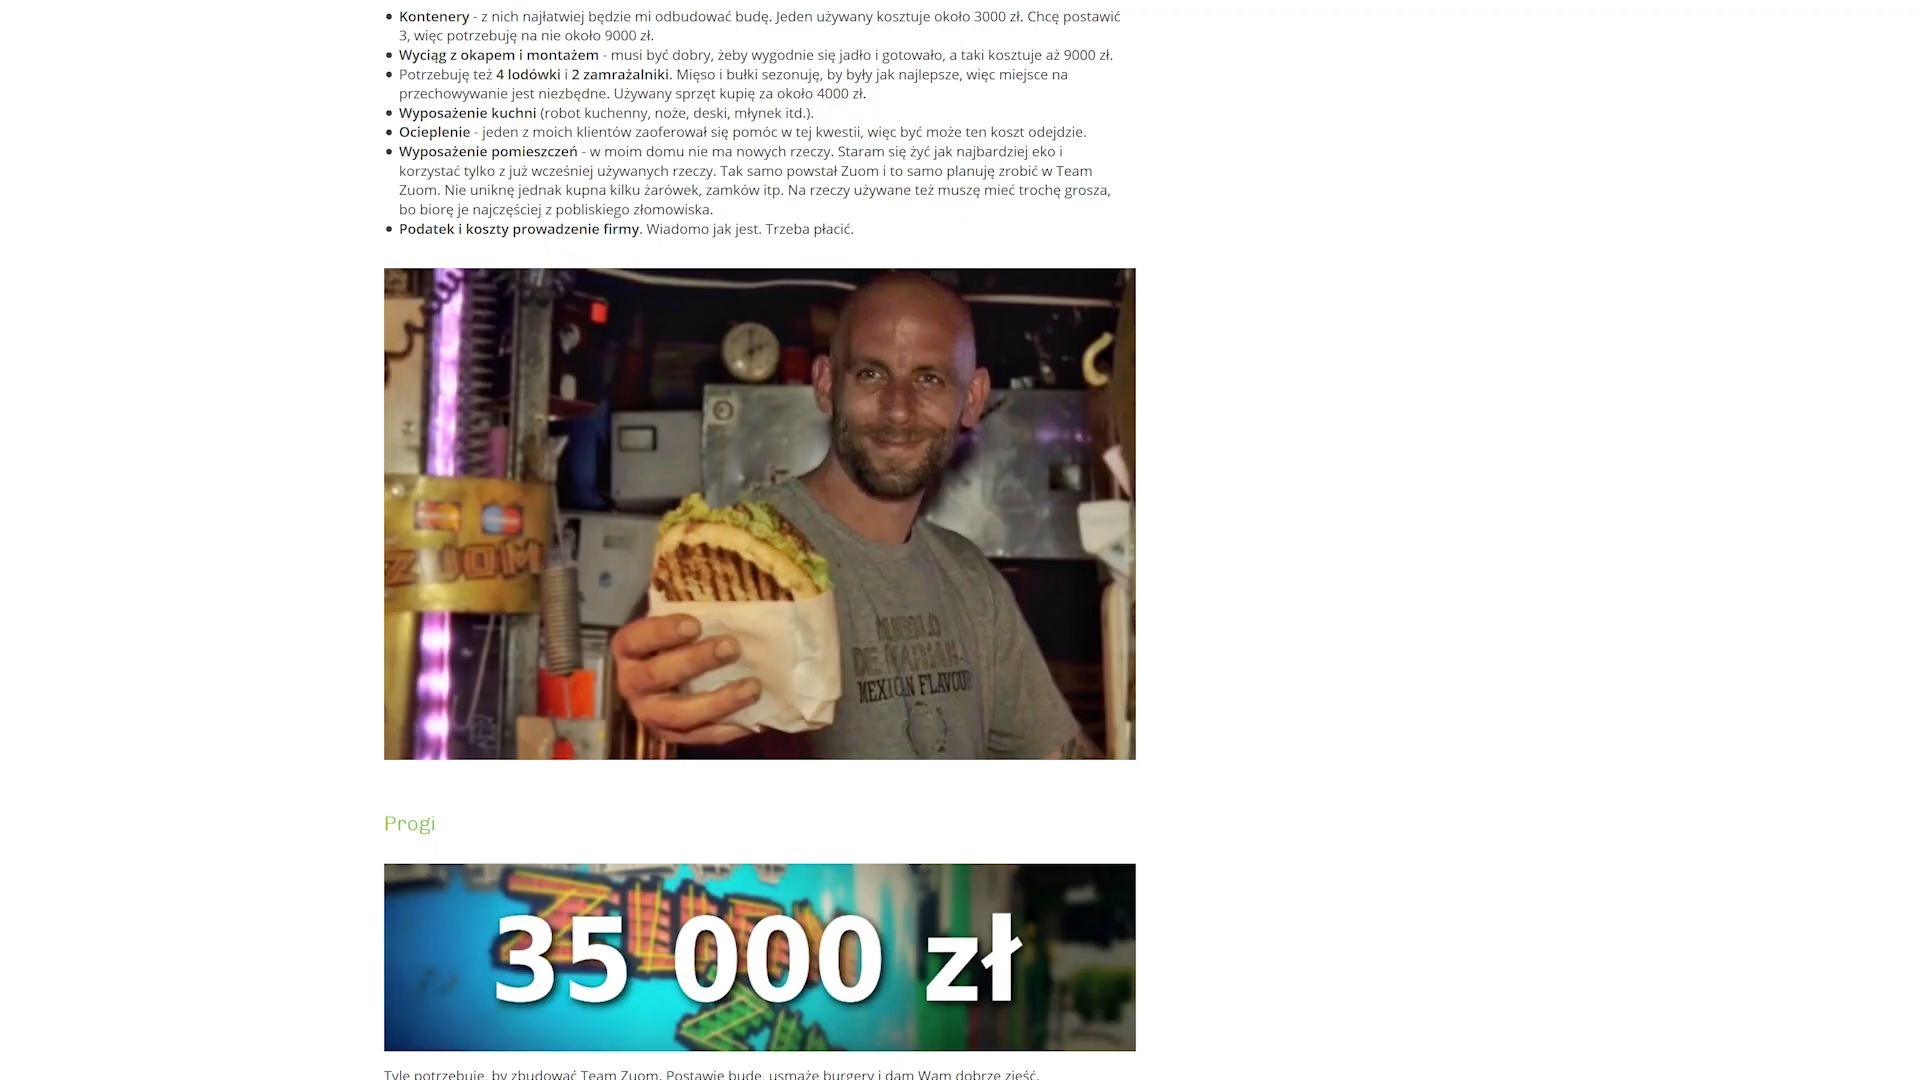 Kontenery - z nich najłatwiej będzie mi odbudować budę. Jeden używany kosztuje około 3000 zł. Chcę postawić
3, więc potrzebuję na nie około 9000 zł.
Wyciąg z okapem i montażem - musi być dobry, żeby wygodnie się jadło i gotowało, a taki kosztuje aż 9000 zł.
Potrzebuję też 4 lodówki i 2 zamrażalniki. Mięso i bułki sezonuję, by były jak najlepsze, więc miejsce na
przechowywanie jest niezbędne. Używany sprzęt kupię za około 4000 zł.
Wyposażenie kuchni (robot kuchenny, noże, deski, młynek itd.).
Ocieplenie - jeden z moich klientów zaoferował się pomóc w tej kwestii, więc być może ten koszt odejdzie.
Wyposażenie pomieszczeń - w moim domu nie ma nowych rzeczy. Staram się żyć jak najbardziej eko i
korzystać tylko z już wcześniej używanych rzeczy. Tak samo powstał Zuom i to samo planuję zrobić w Team
Zuom. Nie uniknę jednak kupna kilku żarówek, zamków itp. Na rzeczy używane też muszę mieć trochę grosza,
bo biorę je najczęściej z pobliskiego złomowiska.
Podatek i koszty prowadzenie firmy. Wiadomo jak jest. Trzeba płacić.
ZUOM
DE
MEXICAN FLAVOUR
Progi
ZUOM
35 000 zł
Tyle potrzebuję, by zbudować Team Zuom. Postawię budę, usmażę burgery i dam Wam dobrze zjeść.